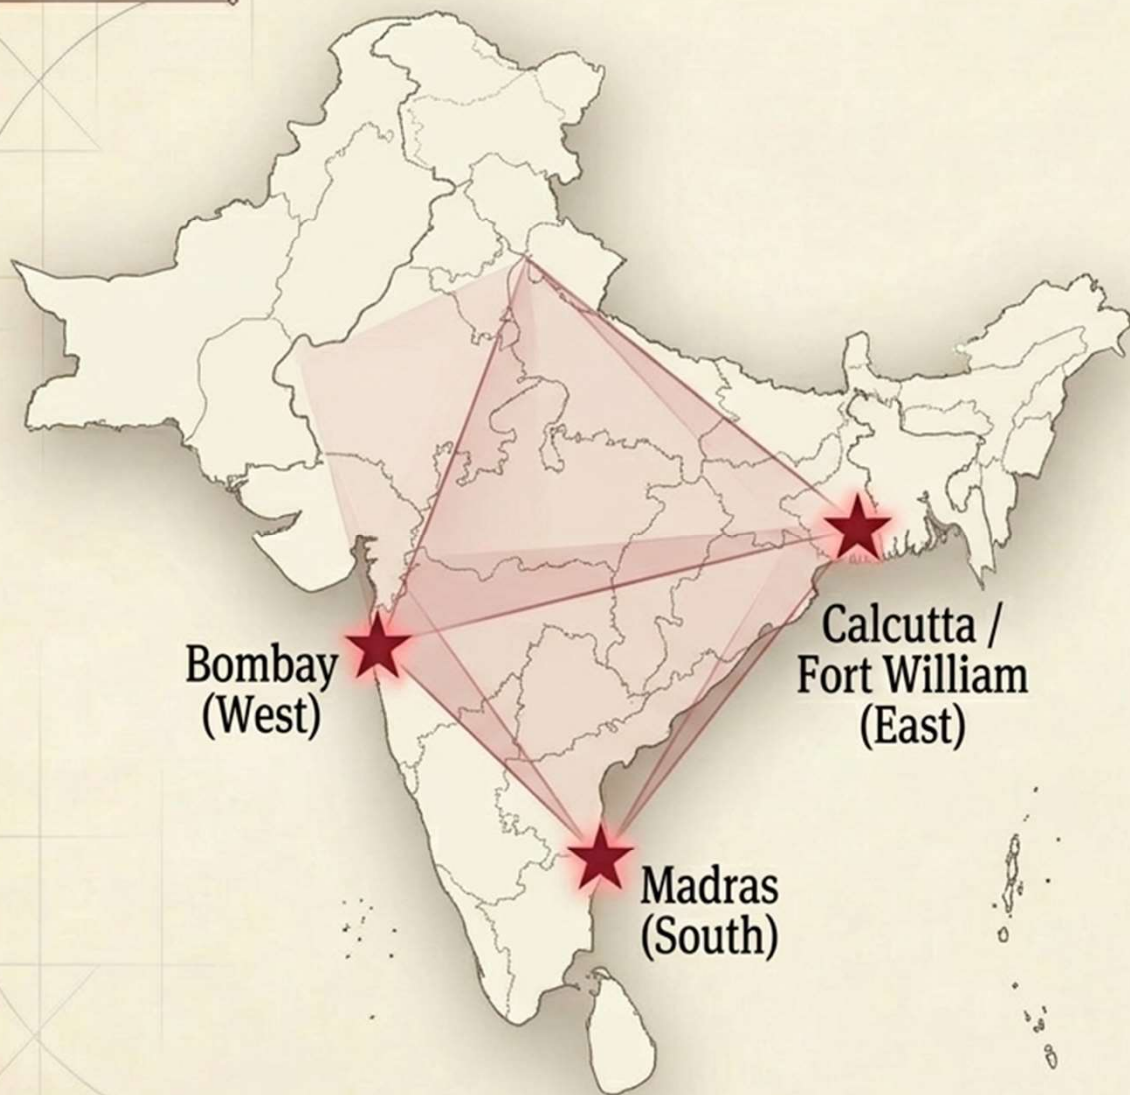 Bombay
(West)
Calcutta /
Fort William
(East)
Madras
(South)